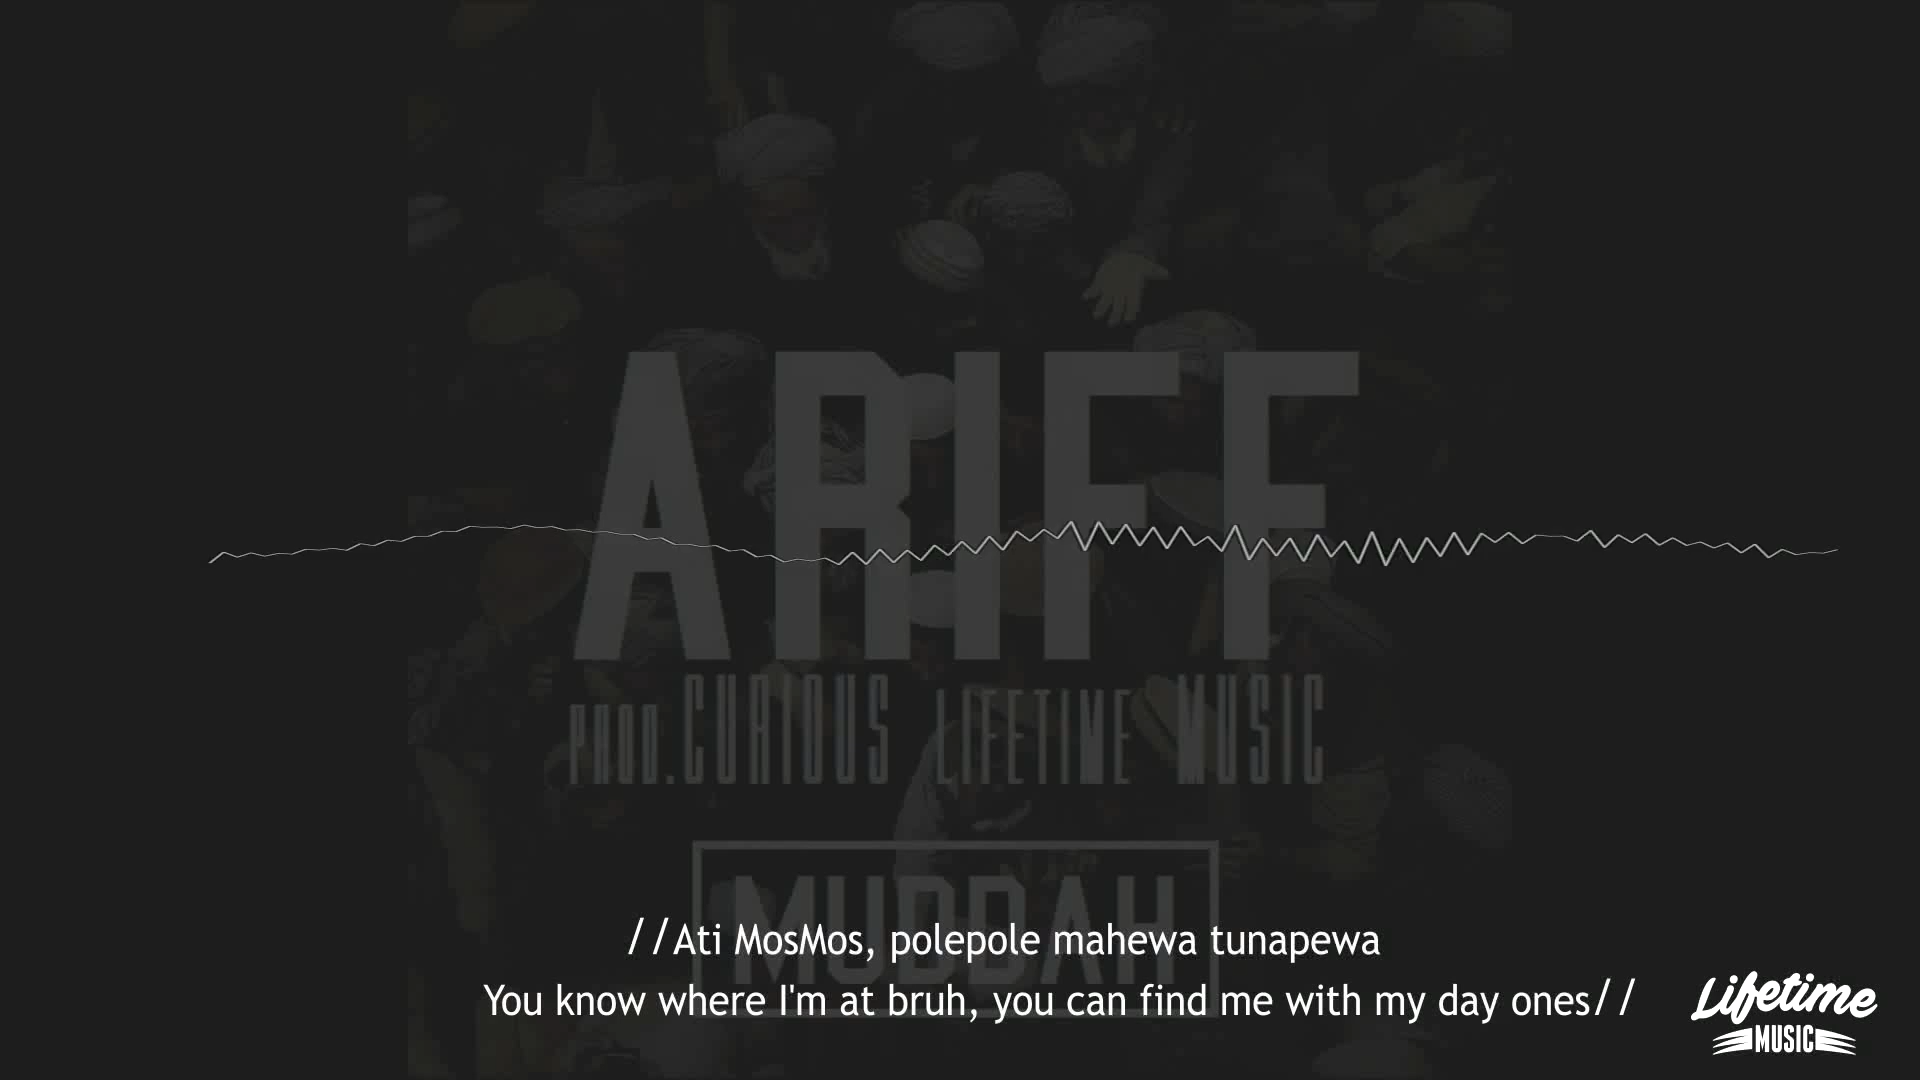 ARIFF
PROD.CURIOUS LIFETIME MUSIC
MUDDAH
//Ati MosMos, polepole mahewa tunapewa
You know where I'm at bruh, you can find me with my day ones//
Lifetime
MUSIC